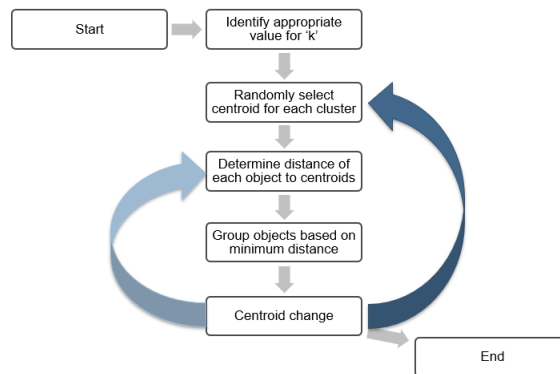 Start
Identify appropriate
value for ‘k’
Randomly select
centroid for each cluster
Determine distance of
each object to centroids
Group objects based on
minimum distance
Centroid change
End